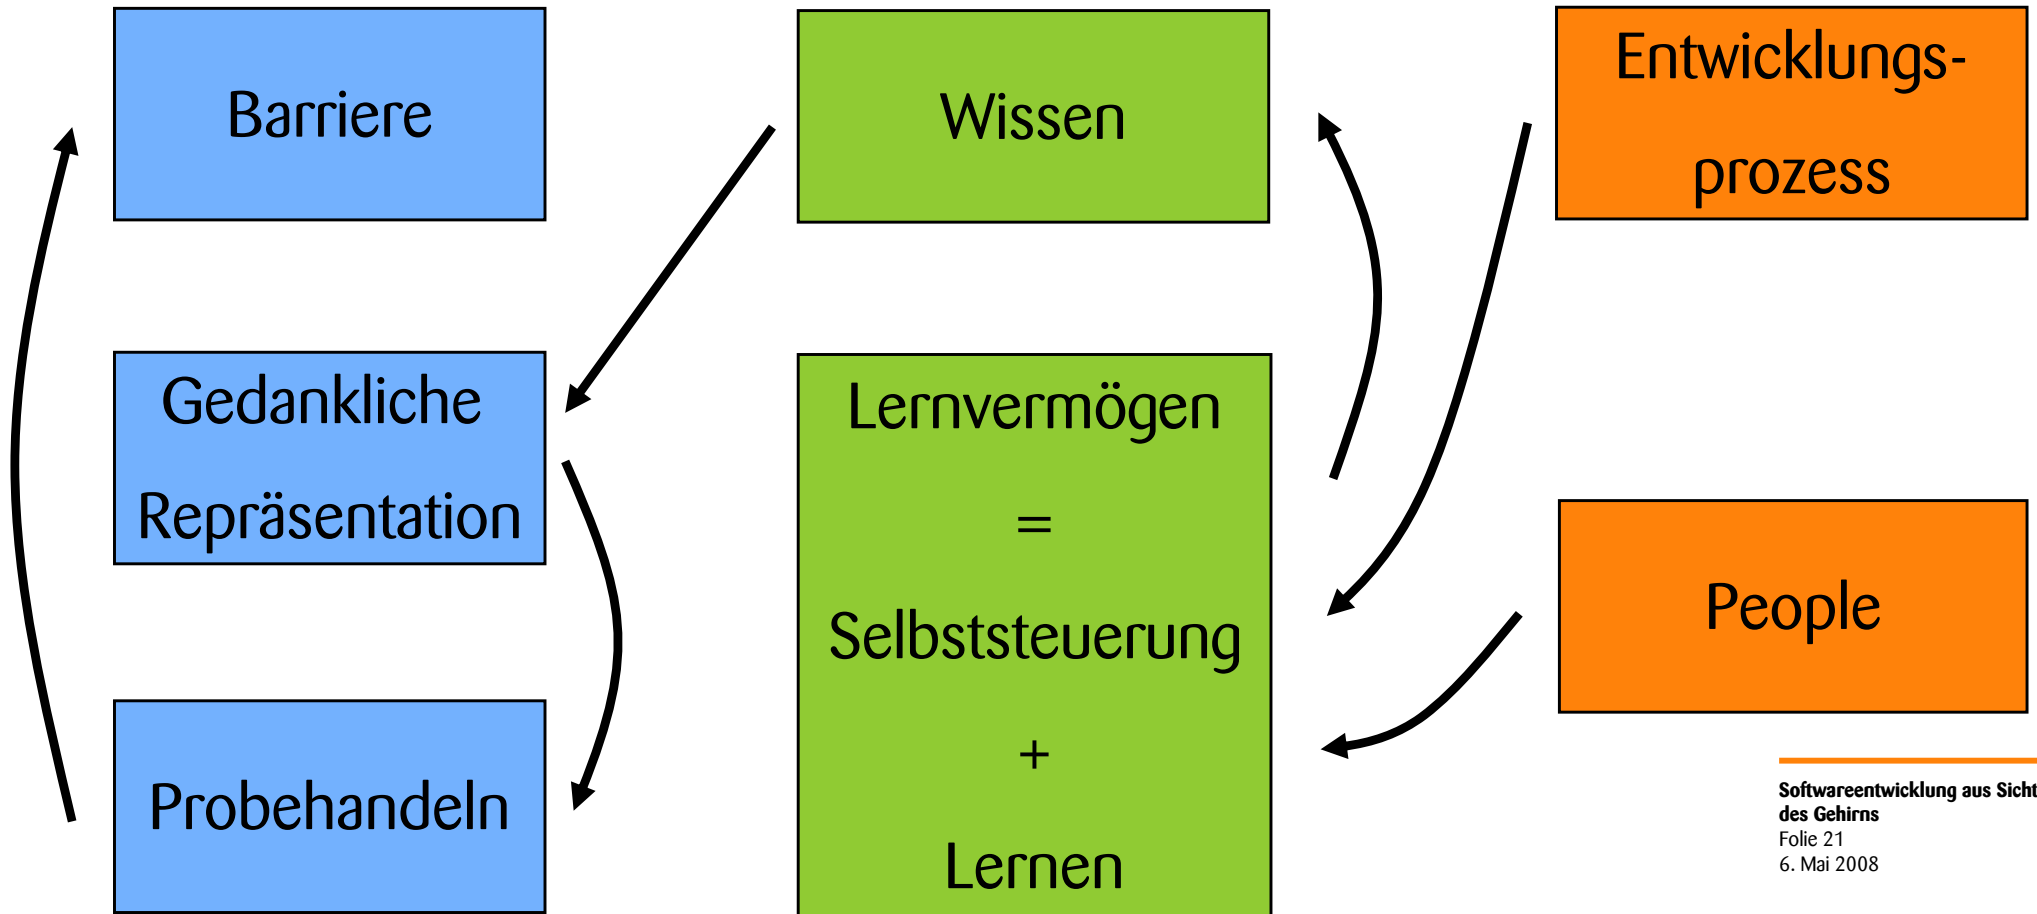 Barriere
Gedankliche
Repräsentation
Probehandeln
Wissen
Lernvermögen
=
Selbststeuerung
+
Lernen
Entwicklungs-
prozess
People
Softwareentwicklung aus Sicht
des Gehirns
Folie 21
6. Mai 2008